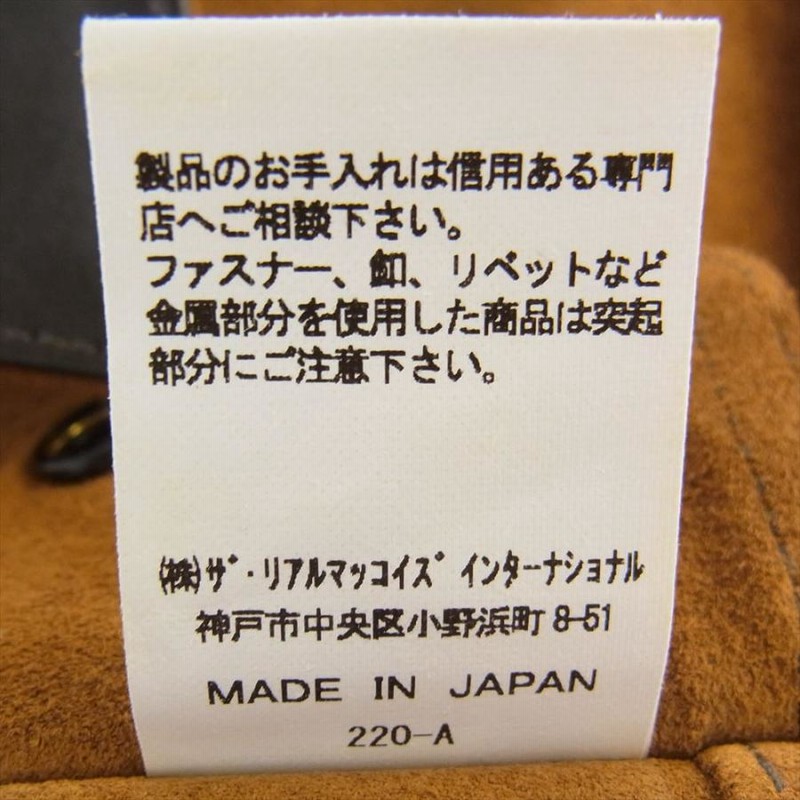 製品のお手入れは信用ある専門
店へご相談下さい。
ファスナー、釦、リベットなど
金属部分を使用した商品は突起
部分にご注意下さい。
㈱ｻﾞ・ﾘｱﾙﾏｯｺｲｽﾞ ｲﾝﾀｰﾅｼｮﾅﾙ
神戸市中央区小野浜町8-51
MADE IN JAPAN
220-A